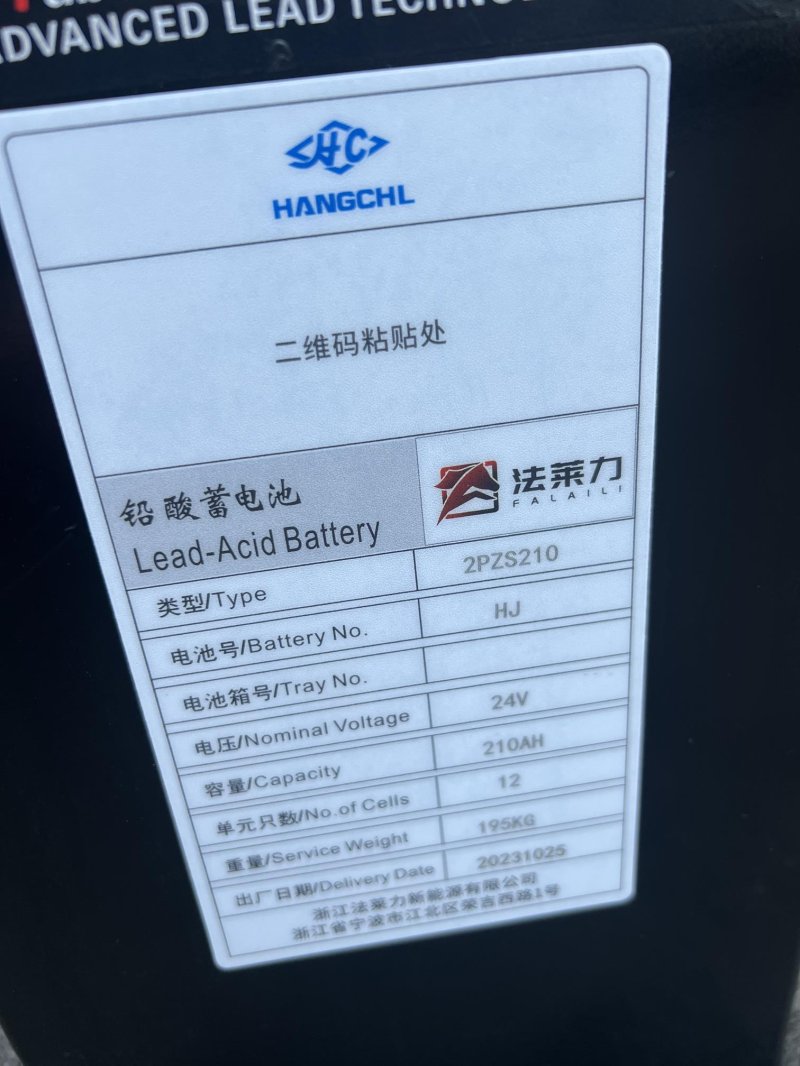 ADVANCED LEAD TECHNO
HC
HANGCHL
二维码粘贴处
铅酸蓄电池
Lead-Acid Battery
法莱力
FALAILI
类型/Type 2PZS210
电池号/Battery No. HJ
电池箱号/Tray No.
电压/Nominal Voltage 24V
容量/Capacity 210AH
单元只数/No.of Cells 12
重量/Service Weight 195KG
出厂日期/Delivery Date 20231025
浙江法莱力新能源有限公司
浙江省宁波市江北区荣吉西路1号